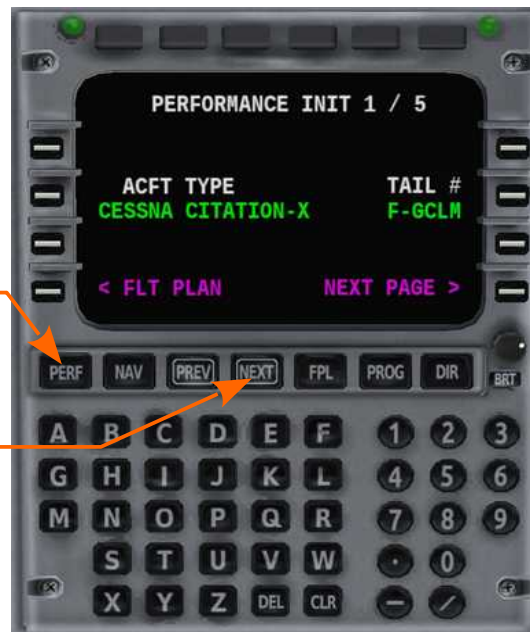 PERFORMANCE INIT 1 / 5
ACFT TYPE TAIL #
CESSNA CITATION-X F-GCLM
< FLT PLAN NEXT PAGE >
PERF NAV PREV NEXT FPL PROG DIR BRT
A B C D E F 1 2 3
G H I J K L 4 5 6
M N O P Q R 7 8 9
S T U V W · 0
X Y Z DEL CLR − /